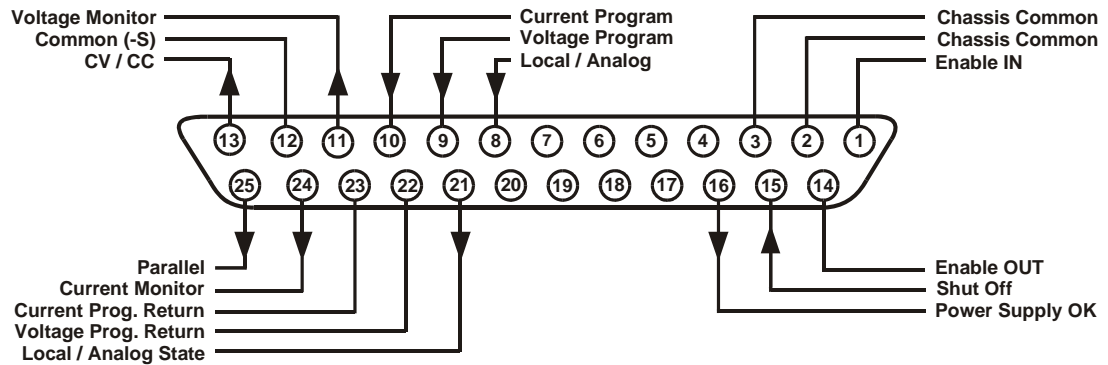 Voltage Monitor
Common (-S)
CV / CC
Current Program
Voltage Program
Local / Analog
Chassis Common
Chassis Common
Enable IN
13 12 11 10 9 8 7 6 5 4 3 2 1
25 24 23 22 21 20 19 18 17 16 15 14
Parallel
Current Monitor
Current Prog. Return
Voltage Prog. Return
Local / Analog State
Enable OUT
Shut Off
Power Supply OK